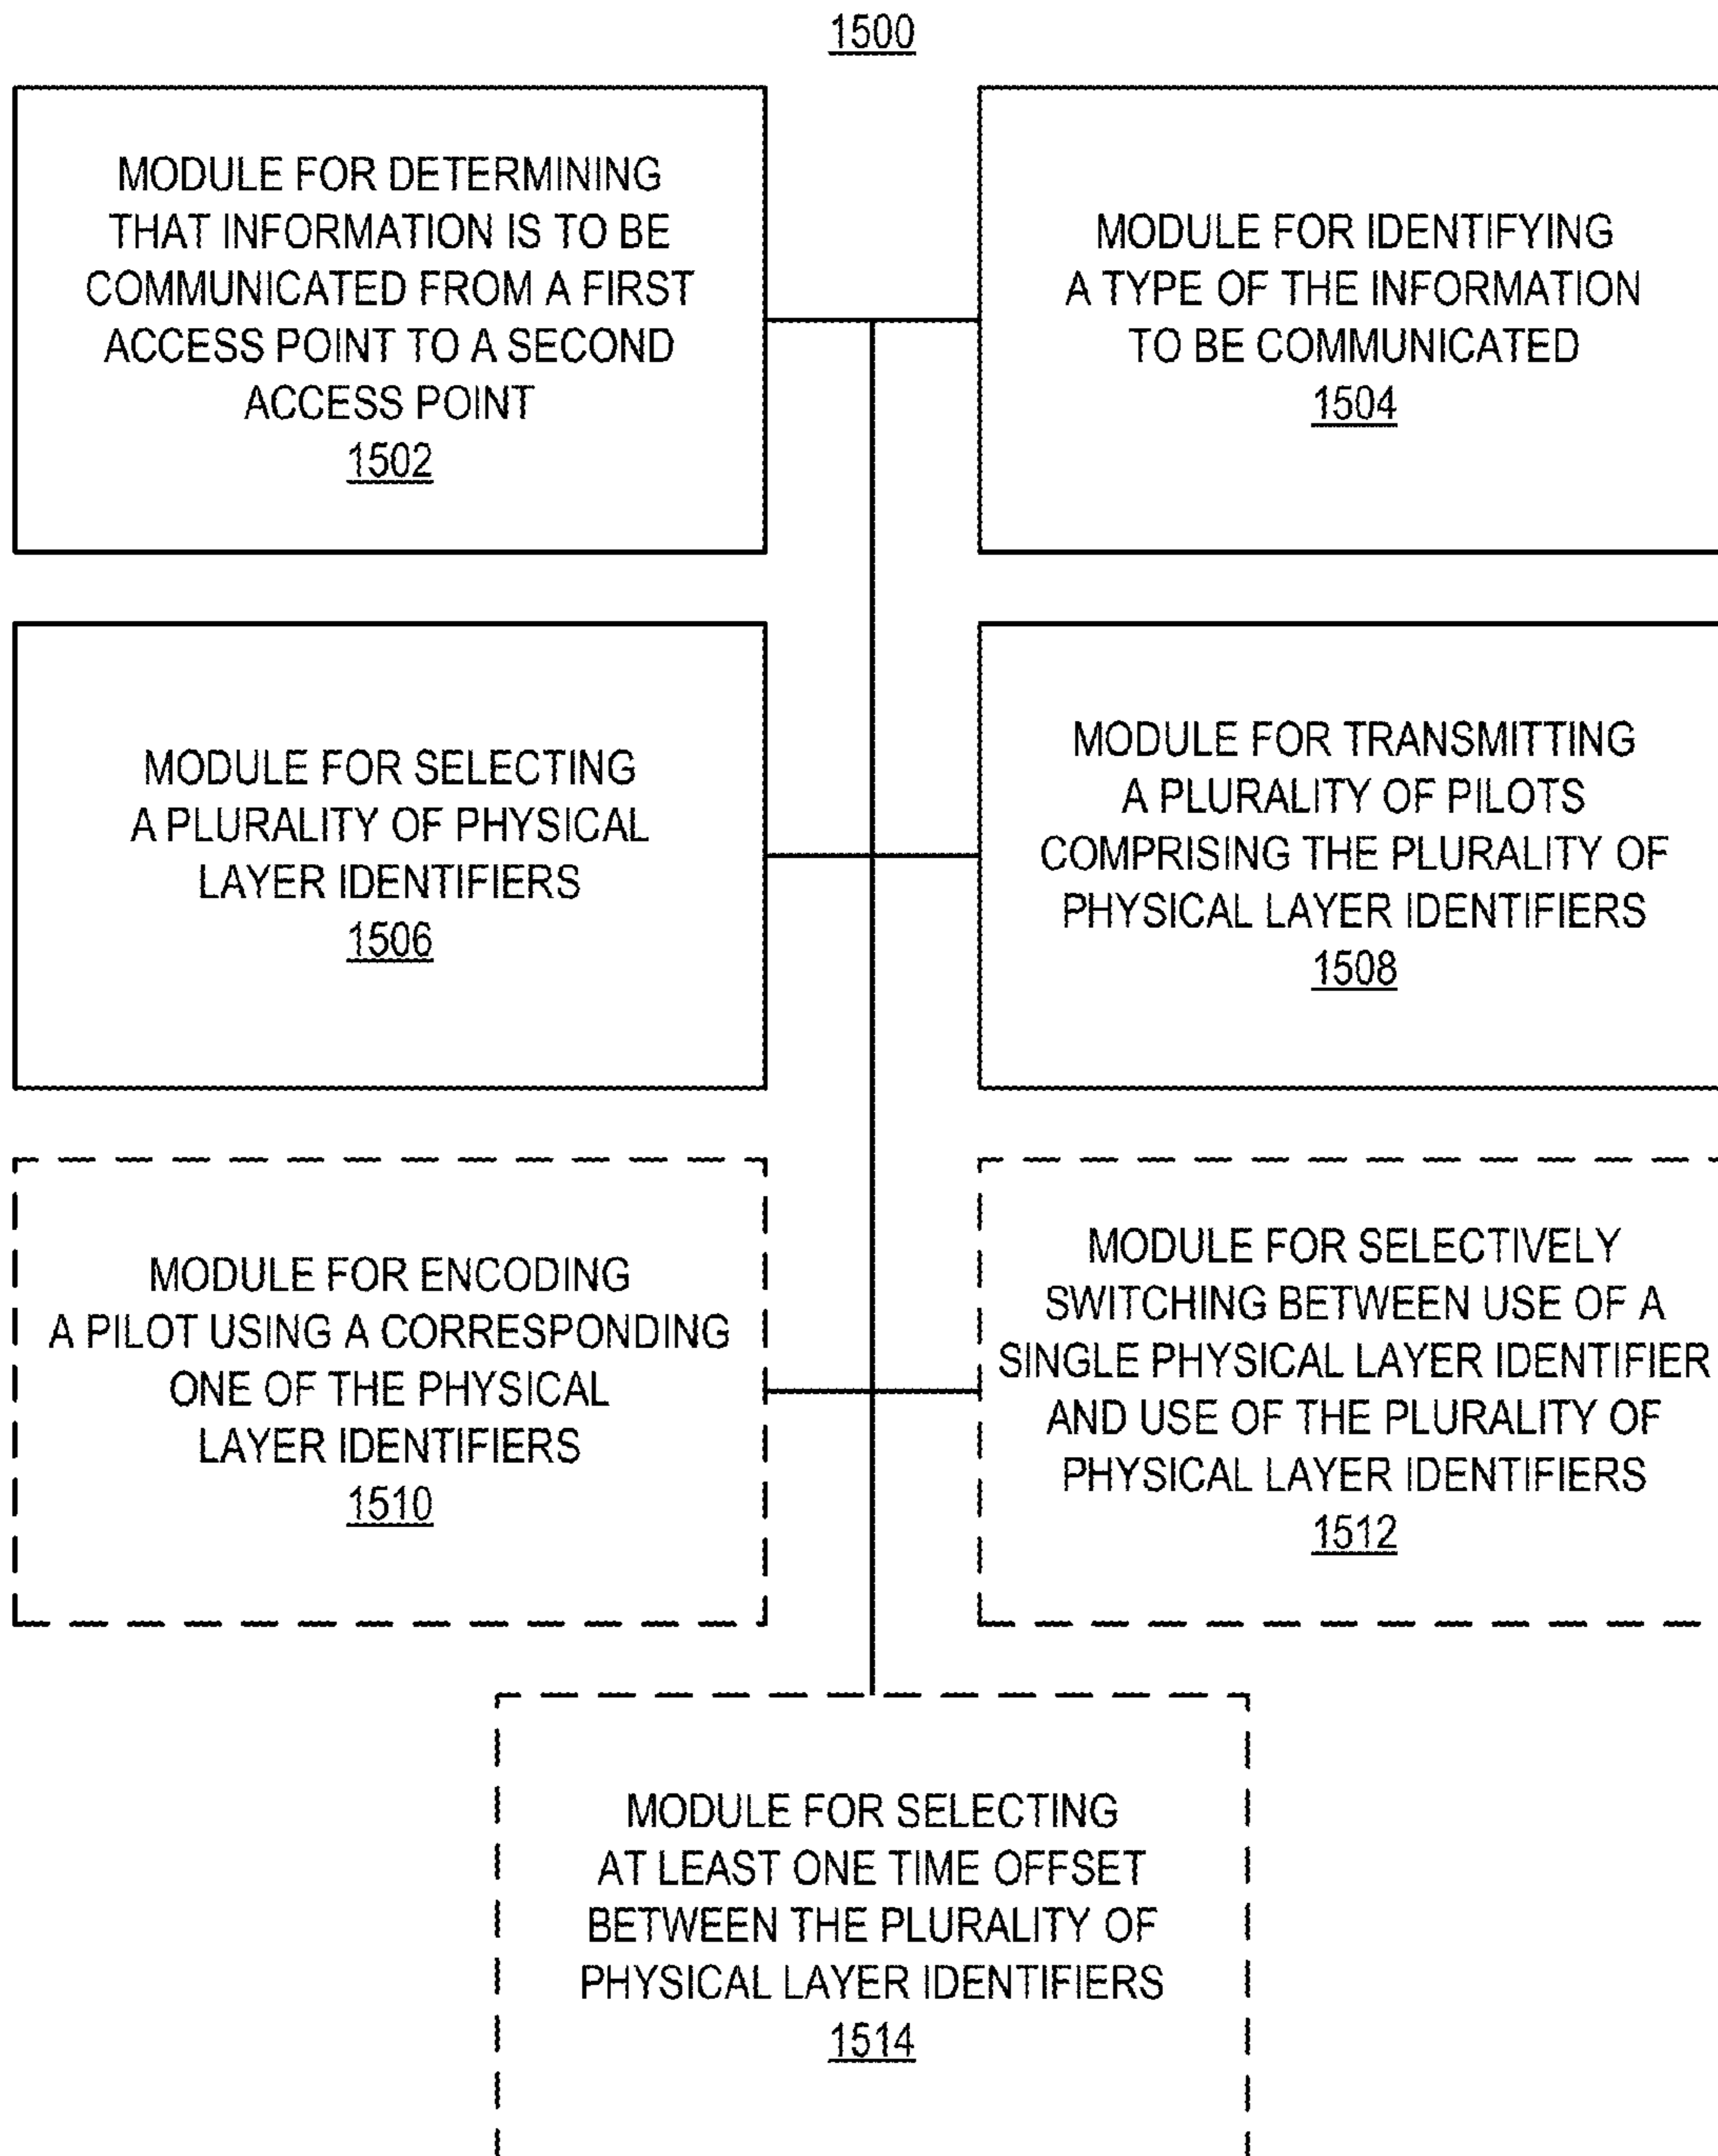 1500
MODULE FOR DETERMINING
THAT INFORMATION IS TO BE
COMMUNICATED FROM A FIRST
ACCESS POINT TO A SECOND
ACCESS POINT
1502
MODULE FOR IDENTIFYING
A TYPE OF THE INFORMATION
TO BE COMMUNICATED
1504
MODULE FOR SELECTING
A PLURALITY OF PHYSICAL
LAYER IDENTIFIERS
1506
MODULE FOR TRANSMITTING
A PLURALITY OF PILOTS
COMPRISING THE PLURALITY OF
PHYSICAL LAYER IDENTIFIERS
1508
MODULE FOR ENCODING
A PILOT USING A CORRESPONDING
ONE OF THE PHYSICAL
LAYER IDENTIFIERS
1510
MODULE FOR SELECTIVELY
SWITCHING BETWEEN USE OF A
SINGLE PHYSICAL LAYER IDENTIFIER
AND USE OF THE PLURALITY OF
PHYSICAL LAYER IDENTIFIERS
1512
MODULE FOR SELECTING
AT LEAST ONE TIME OFFSET
BETWEEN THE PLURALITY OF
PHYSICAL LAYER IDENTIFIERS
1514